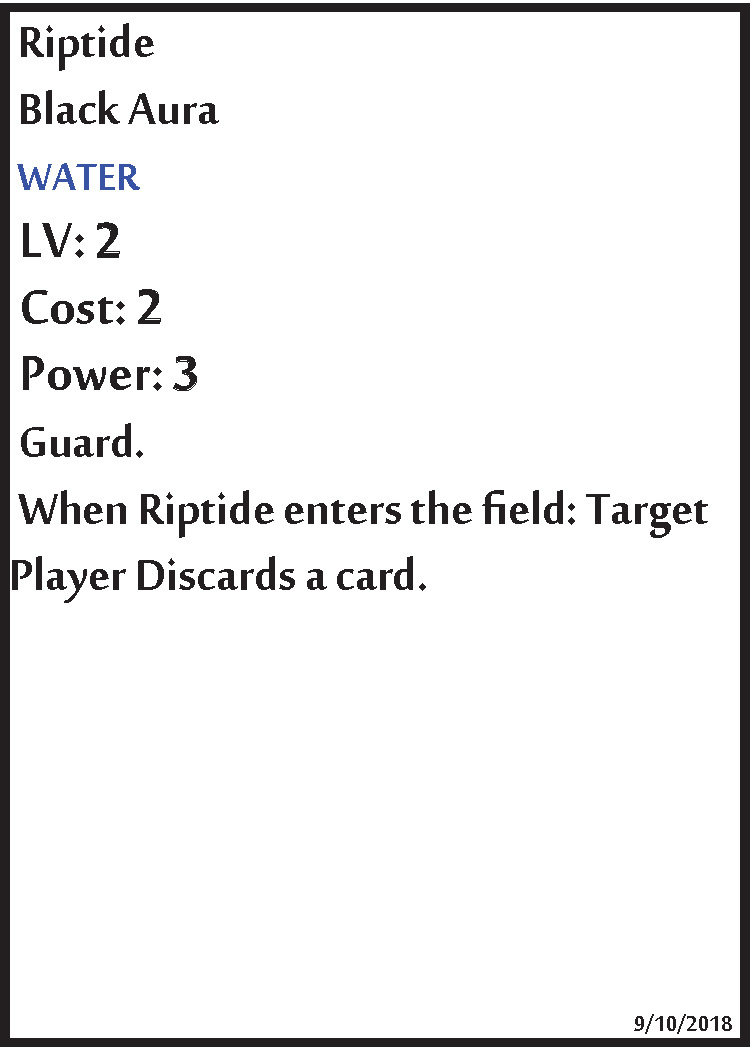 Riptide
Black Aura
WATER
LV: 2
Cost: 2
Power: 3
Guard.
When Riptide enters the field: Target
Player Discards a card.
9/10/2018